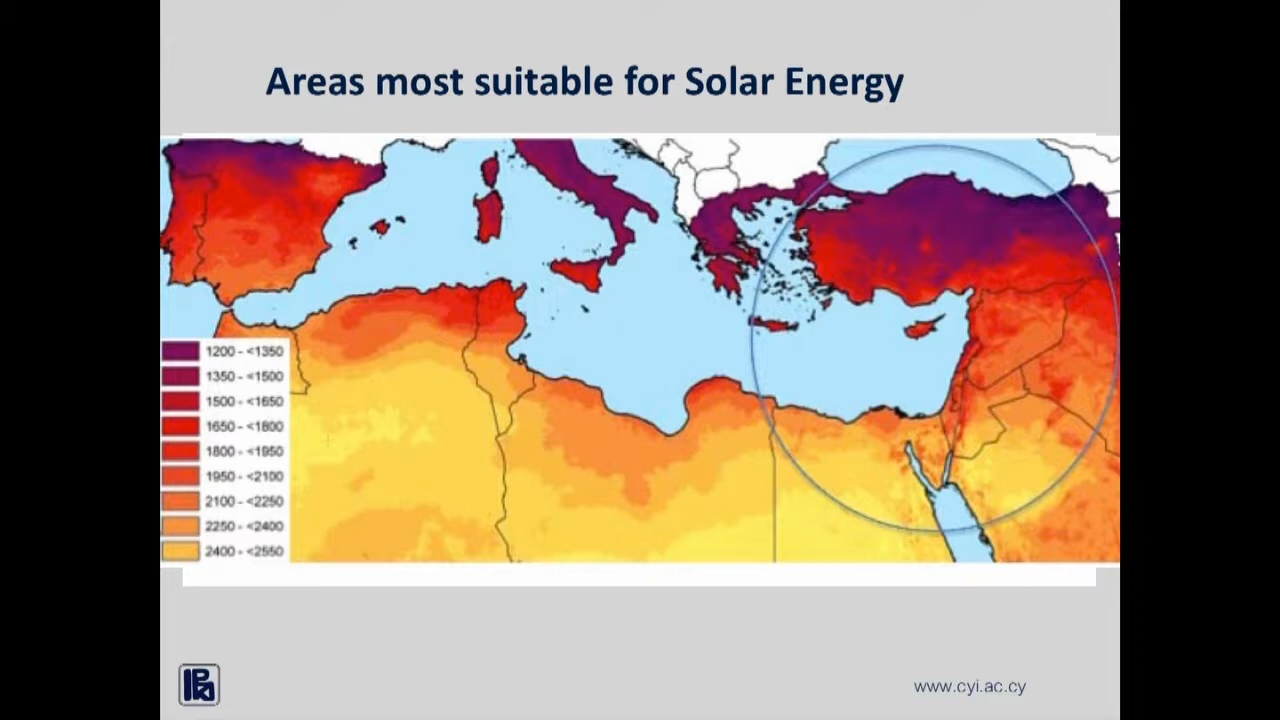 Areas most suitable for Solar Energy
1200 - <1350
1350 - <1500
1500 - <1650
1650 - <1800
1800 - <1950
1950 - <2100
2100 - <2250
2250 - <2400
2400 - <2550
www.cyi.ac.cy